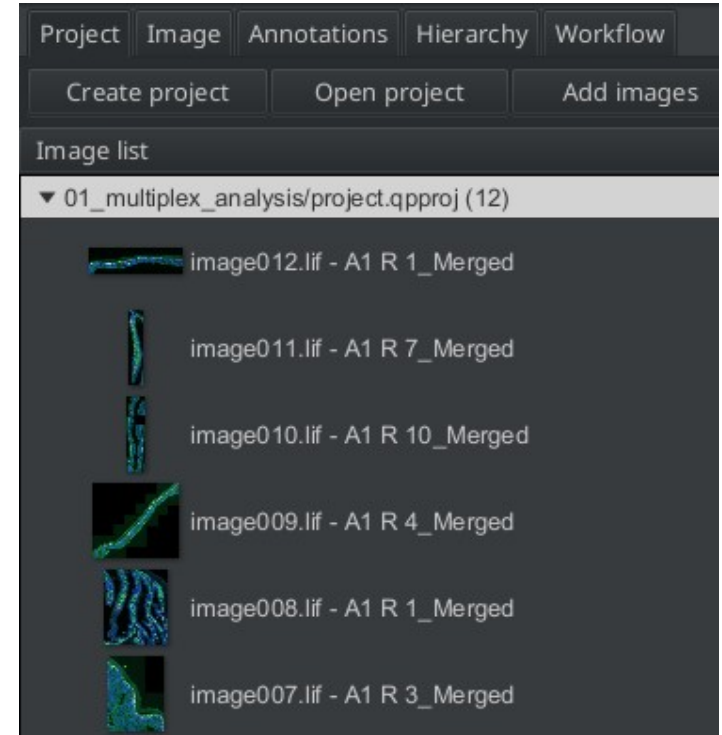 Project Image Annotations Hierarchy Workflow
Create project Open project Add images
Image list
01_multiplex_analysis/project.qpproj (12)
image012.lif - A1 R 1_Merged
image011.lif - A1 R 7_Merged
image010.lif - A1 R 10_Merged
image009.lif - A1 R 4_Merged
image008.lif - A1 R 1_Merged
image007.lif - A1 R 3_Merged